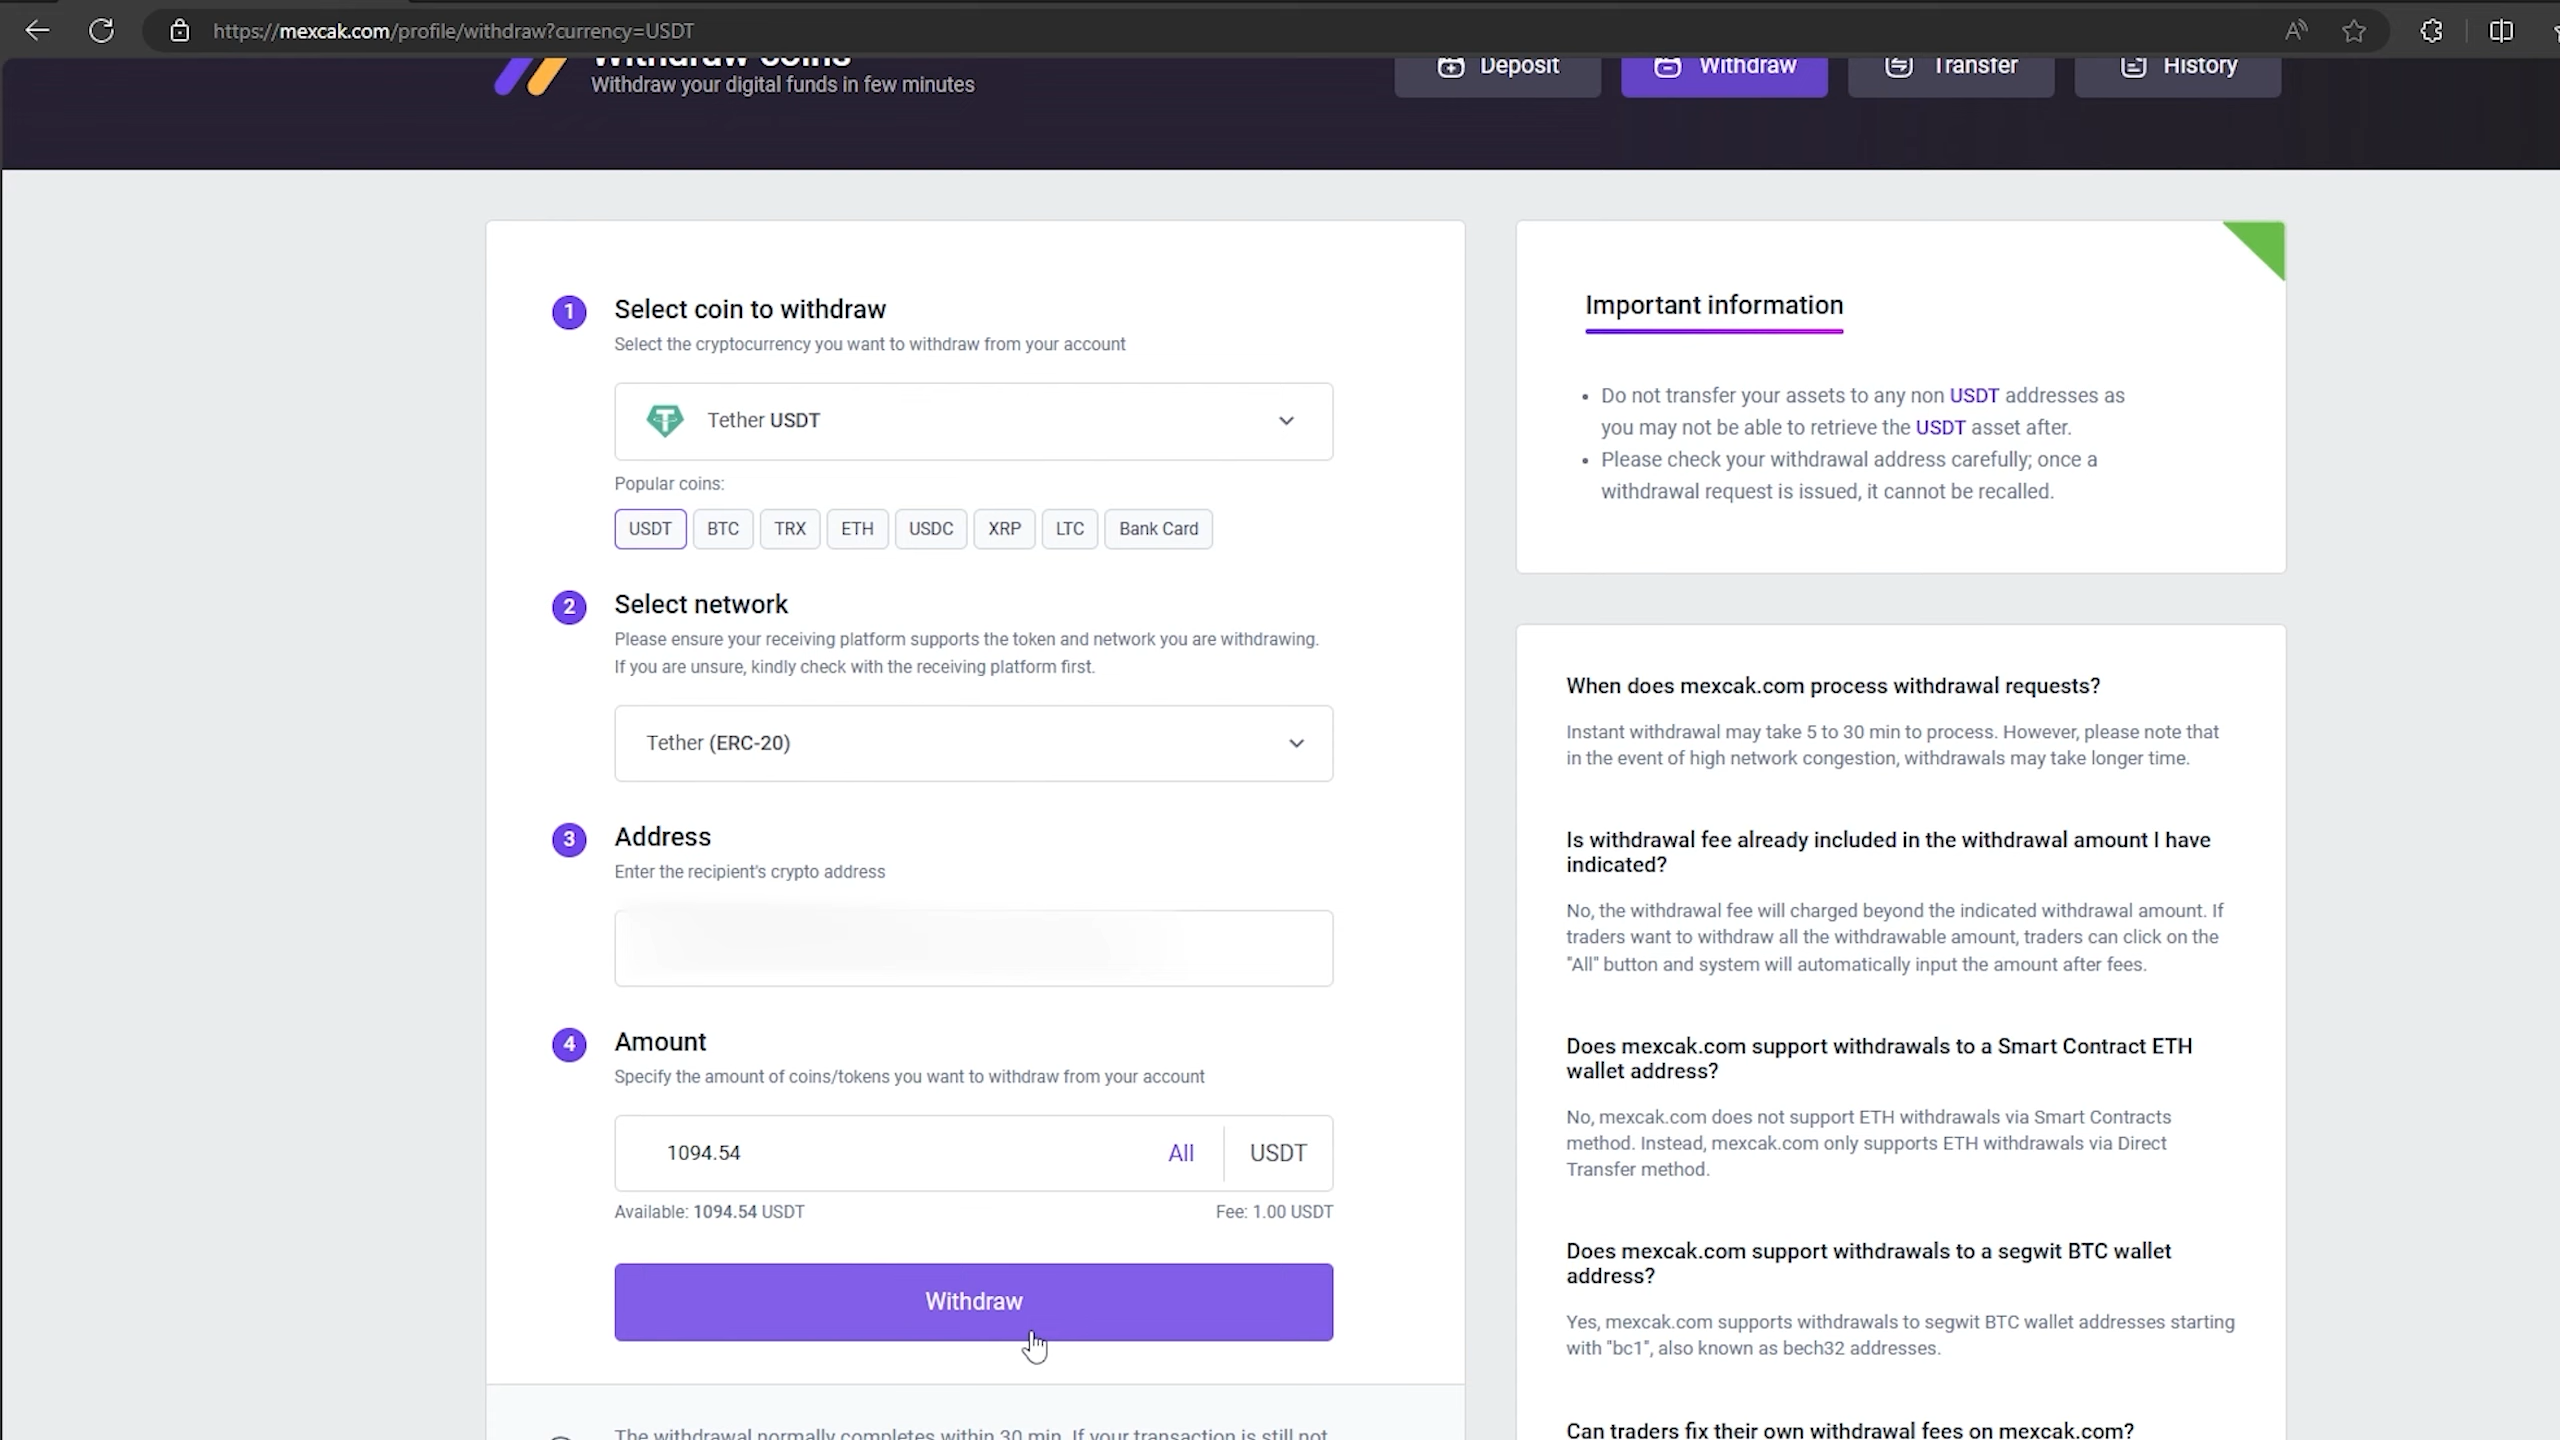 https://mexcak.com/profile/withdraw?currency=USDT
Withdraw coins
Withdraw your digital funds in few minutes
Deposit
Withdraw
Transfer
History
1
Select coin to withdraw
Select the cryptocurrency you want to withdraw from your account
Tether USDT
Popular coins:
USDT
BTC
TRX
ETH
USDC
XRP
LTC
Bank Card
2
Select network
Please ensure your receiving platform supports the token and network you are withdrawing.
If you are unsure, kindly check with the receiving platform first.
Tether (ERC-20)
3
Address
Enter the recipient's crypto address
4
Amount
Specify the amount of coins/tokens you want to withdraw from your account
1094.54
All
USDT
Available: 1094.54 USDT
Fee: 1.00 USDT
Withdraw
The withdrawal normally completes within 30 min. If your transaction is still not
Important information
• Do not transfer your assets to any non USDT addresses as
you may not be able to retrieve the USDT asset after.
• Please check your withdrawal address carefully; once a
withdrawal request is issued, it cannot be recalled.
When does mexcak.com process withdrawal requests?
Instant withdrawal may take 5 to 30 min to process. However, please note that
in the event of high network congestion, withdrawals may take longer time.
Is withdrawal fee already included in the withdrawal amount I have
indicated?
No, the withdrawal fee will charged beyond the indicated withdrawal amount. If
traders want to withdraw all the withdrawable amount, traders can click on the
"All" button and system will automatically input the amount after fees.
Does mexcak.com support withdrawals to a Smart Contract ETH
wallet address?
No, mexcak.com does not support ETH withdrawals via Smart Contracts
method. Instead, mexcak.com only supports ETH withdrawals via Direct
Transfer method.
Does mexcak.com support withdrawals to a segwit BTC wallet
address?
Yes, mexcak.com supports withdrawals to segwit BTC wallet addresses starting
with "bc1", also known as bech32 addresses.
Can traders fix their own withdrawal fees on mexcak.com?